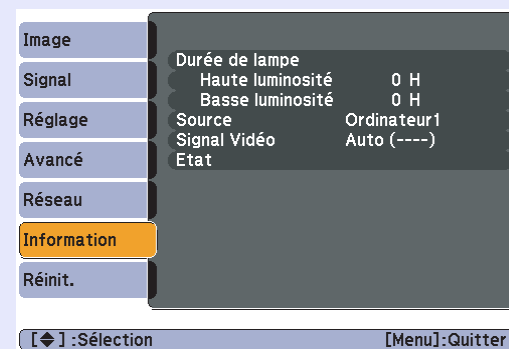 Image
Signal
Réglage
Avancé
Réseau
Information
Réinit.
Durée de lampe
Haute luminosité 0 H
Basse luminosité 0 H
Source Ordinateur1
Signal Vidéo Auto (----)
Etat
[◆] :Sélection [Menu]:Quitter